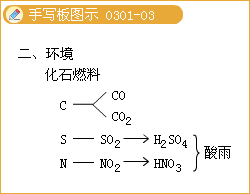 手写板图示 0301-03
二、环境
化石燃料
CO
C
CO2
S — SO2 → H2SO4
N — NO2 → HNO3
酸雨